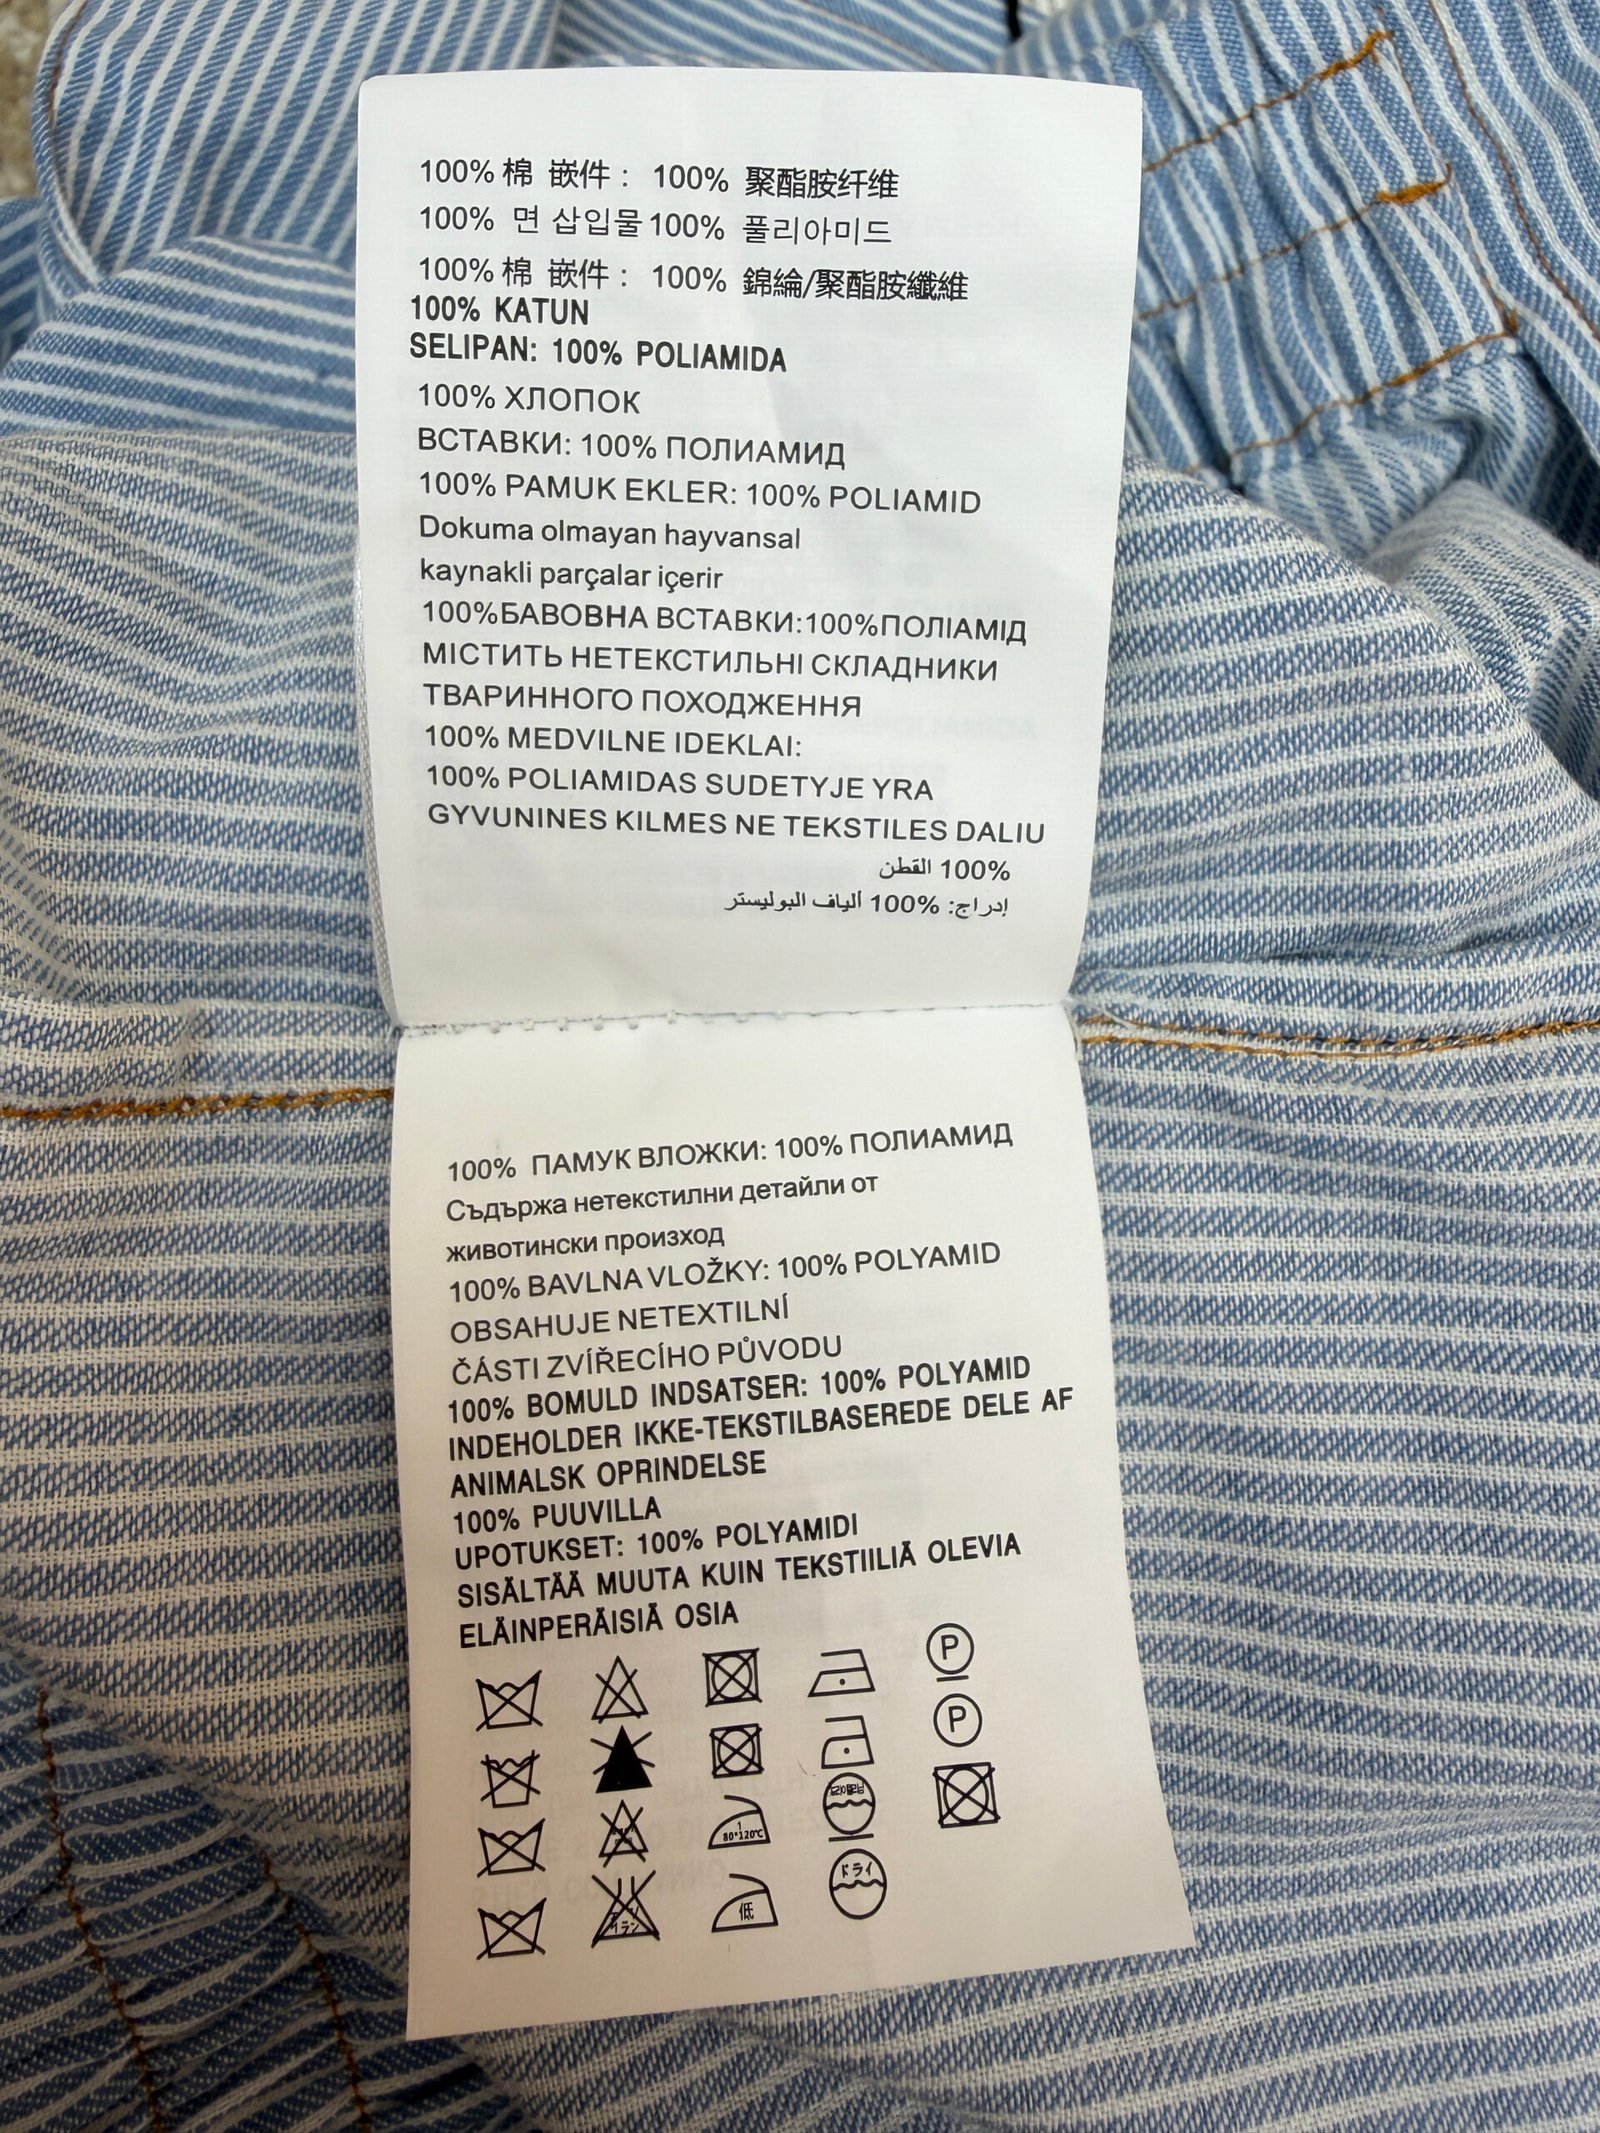 100% 棉 嵌件： 100% 聚酯胺纤维
100% 면 삽입물 100% 폴리아미드
100% 棉 嵌件： 100% 錦綸/聚酯胺纖維
100% KATUN
SELIPAN: 100% POLIAMIDA
100% ХЛОПОК
ВСТАВКИ: 100% ПОЛИАМИД
100% PAMUK EKLER: 100% POLIAMID
Dokuma olmayan hayvansal
kaynakli parçalar içerir
100%БАВОВНА ВСТАВКИ:100%ПОЛІАМІД
МІСТИТЬ НЕТЕКСТИЛЬНІ СКЛАДНИКИ
ТВАРИННОГО ПОХОДЖЕННЯ
100% MEDVILNE IDEKLAI:
100% POLIAMIDAS SUDETYJE YRA
GYVUNINES KILMES NE TEKSTILES DALIU
100% القطن
إدراج: 100% ألياف البوليستر
100% ПАМУК ВЛОЖКИ: 100% ПОЛИАМИД
Съдържа нетекстилни детайли от
животински произход
100% BAVLNA VLOŽKY: 100% POLYAMID
OBSAHUJE NETEXTILNÍ
ČÁSTI ZVÍŘECÍHO PŮVODU
100% BOMULD INDSATSER: 100% POLYAMID
INDEHOLDER IKKE-TEKSTILBASEREDE DELE AF
ANIMALSK OPRINDELSE
100% PUUVILLA
UPOTUKSET: 100% POLYAMIDI
SISÄLTÄÄ MUUTA KUIN TEKSTIILIÄ OLEVIA
ELÄINPERÄISIÄ OSIA
P
P
1
80°120℃
ドライ
低